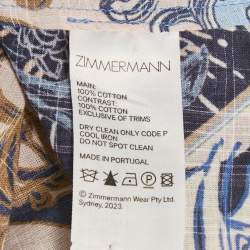 ZIMMERMANN
MAIN:
100% COTTON
CONTRAST:
100% COTTON
EXCLUSIVE OF TRIMS
DRY CLEAN ONLY CODE P
COOL IRON
DO NOT SPOT CLEAN
MADE IN PORTUGAL
© Zimmermann Wear Pty Ltd
Sydney, 2023.